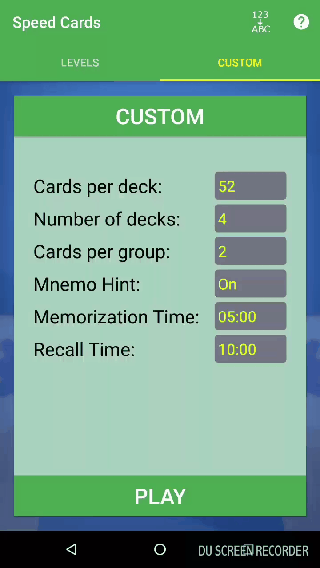 Speed Cards
123
ABC
?
LEVELS
CUSTOM
CUSTOM
Cards per deck: 52
Number of decks: 4
Cards per group: 2
Mnemo Hint: On
Memorization Time: 05:00
Recall Time: 10:00
PLAY
DU SCREEN RECORDER